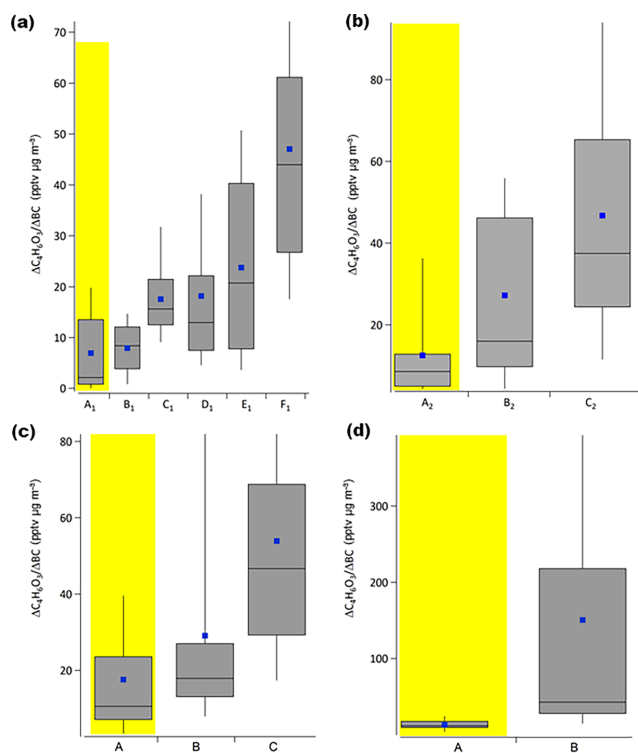 (a)
ΔC₄H₆O₃/ΔBC (pptv μg m⁻³)
70
60
50
40
30
20
10
0
A₁ B₁ C₁ D₁ E₁ F₁
(b)
ΔC₄H₆O₃/ΔBC (pptv μg m⁻³)
80
60
40
20
A₂ B₂ C₂
(c)
ΔC₄H₆O₃/ΔBC (pptv μg m⁻³)
80
60
40
20
A B C
(d)
ΔC₄H₆O₃/ΔBC (pptv μg m⁻³)
300
200
100
A B